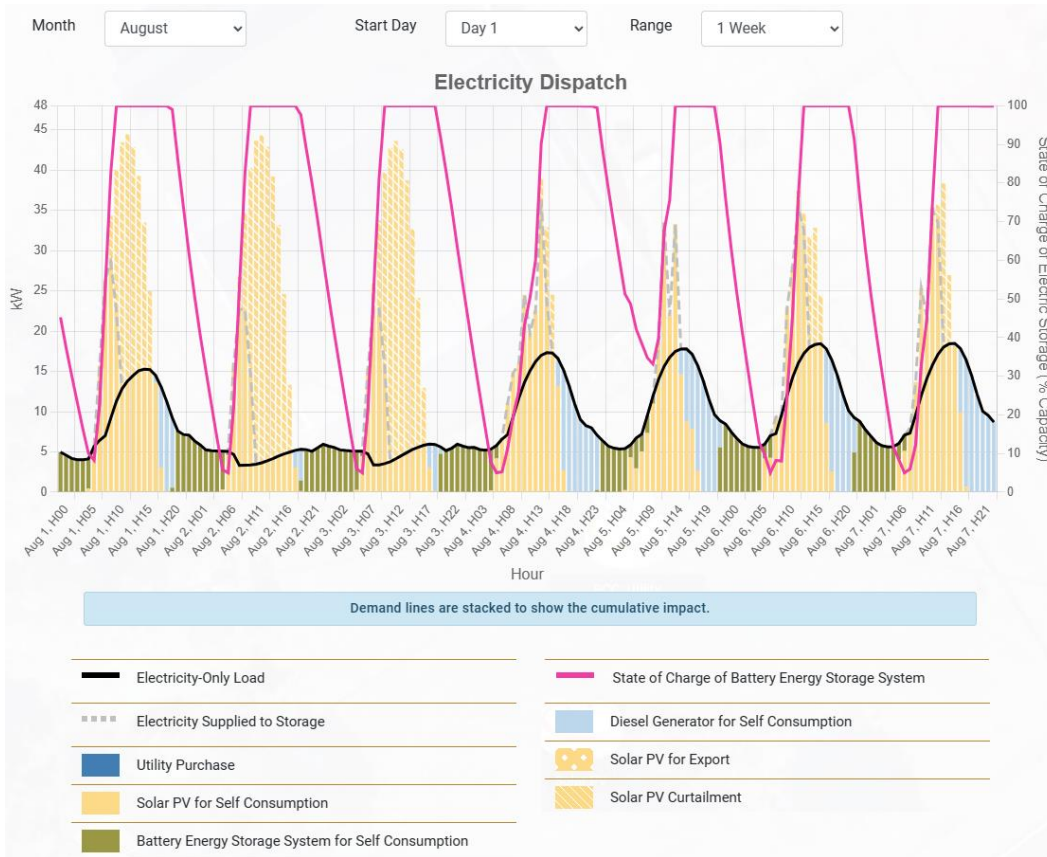 Month August Start Day Day 1 Range 1 Week
Electricity Dispatch
48
45
40
35
30
25
20
15
10
5
0
kW
100
90
80
70
60
50
40
30
20
10
0
State of Charge of Electric Storage (% Capacity)
Aug 1, H00
Aug 1, H05
Aug 1, H10
Aug 1, H15
Aug 1, H20
Aug 2, H01
Aug 2, H06
Aug 2, H11
Aug 2, H16
Aug 2, H21
Aug 3, H02
Aug 3, H07
Aug 3, H12
Aug 3, H17
Aug 3, H22
Aug 4, H03
Aug 4, H08
Aug 4, H13
Aug 4, H18
Aug 4, H23
Aug 5, H04
Aug 5, H09
Aug 5, H14
Aug 5, H19
Aug 6, H00
Aug 6, H05
Aug 6, H10
Aug 6, H15
Aug 6, H20
Aug 7, H01
Aug 7, H06
Aug 7, H11
Aug 7, H16
Aug 7, H21
Hour
Demand lines are stacked to show the cumulative impact.
Electricity-Only Load
Electricity Supplied to Storage
Utility Purchase
Solar PV for Self Consumption
Battery Energy Storage System for Self Consumption
State of Charge of Battery Energy Storage System
Diesel Generator for Self Consumption
Solar PV for Export
Solar PV Curtailment